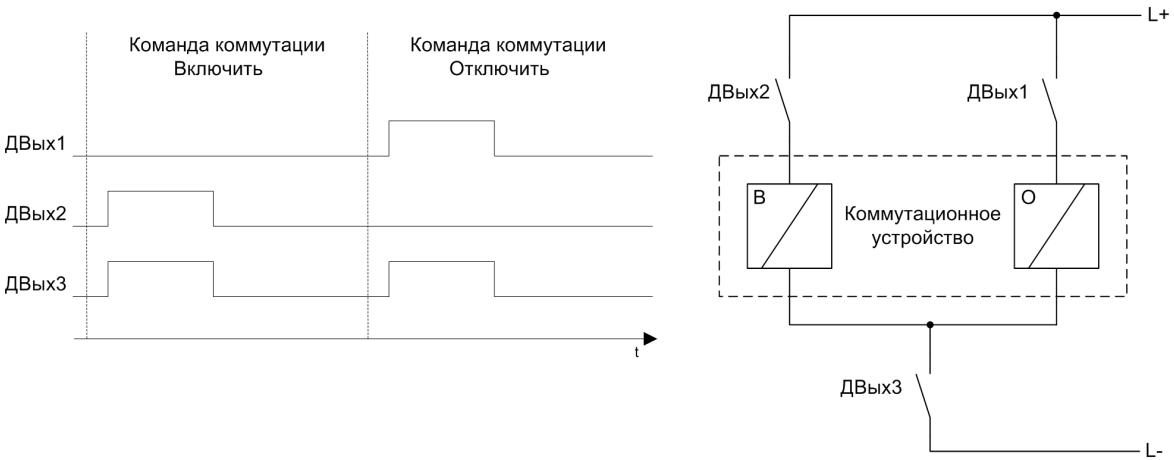 Команда коммутации
Включить
Команда коммутации
Отключить
ДВых1
ДВых2
ДВых3
t
L+
ДВых2
ДВых1
В
О
Коммутационное
устройство
ДВых3
L-